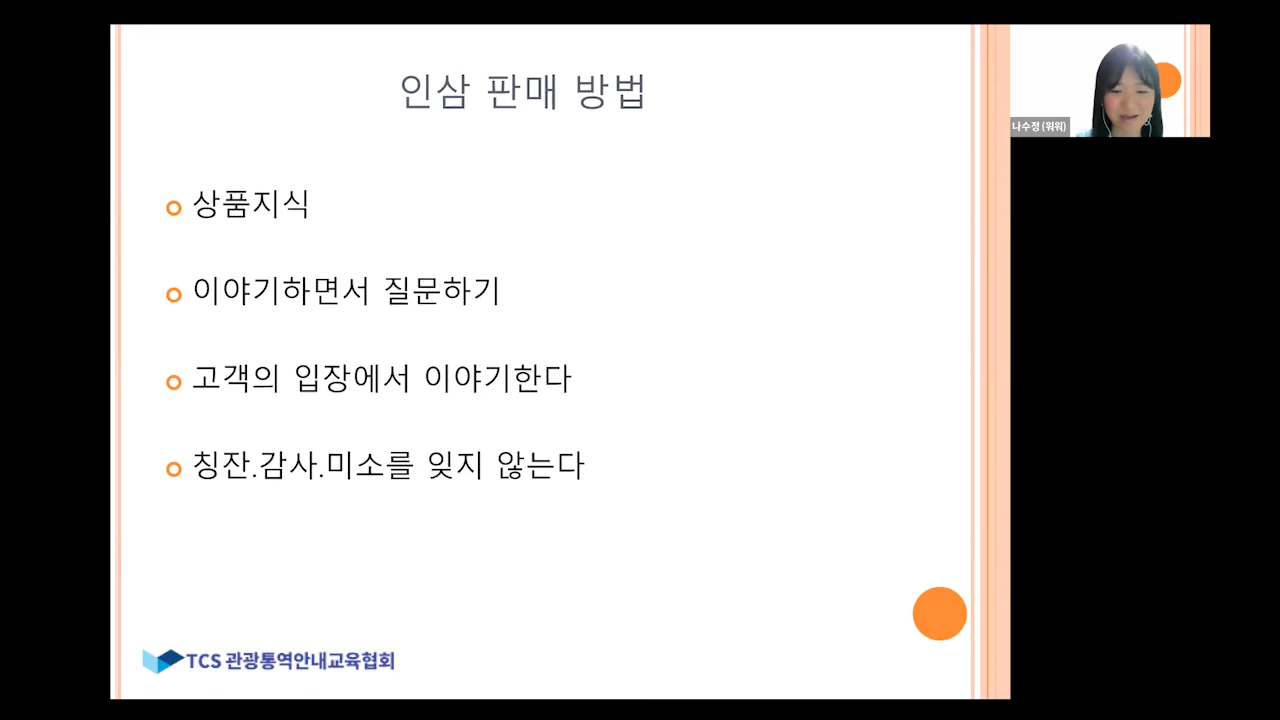 인삼 판매 방법
나수정 (워워)
상품지식
이야기하면서 질문하기
고객의 입장에서 이야기한다
칭잔.감사.미소를 잊지 않는다
TCS 관광통역안내교육협회